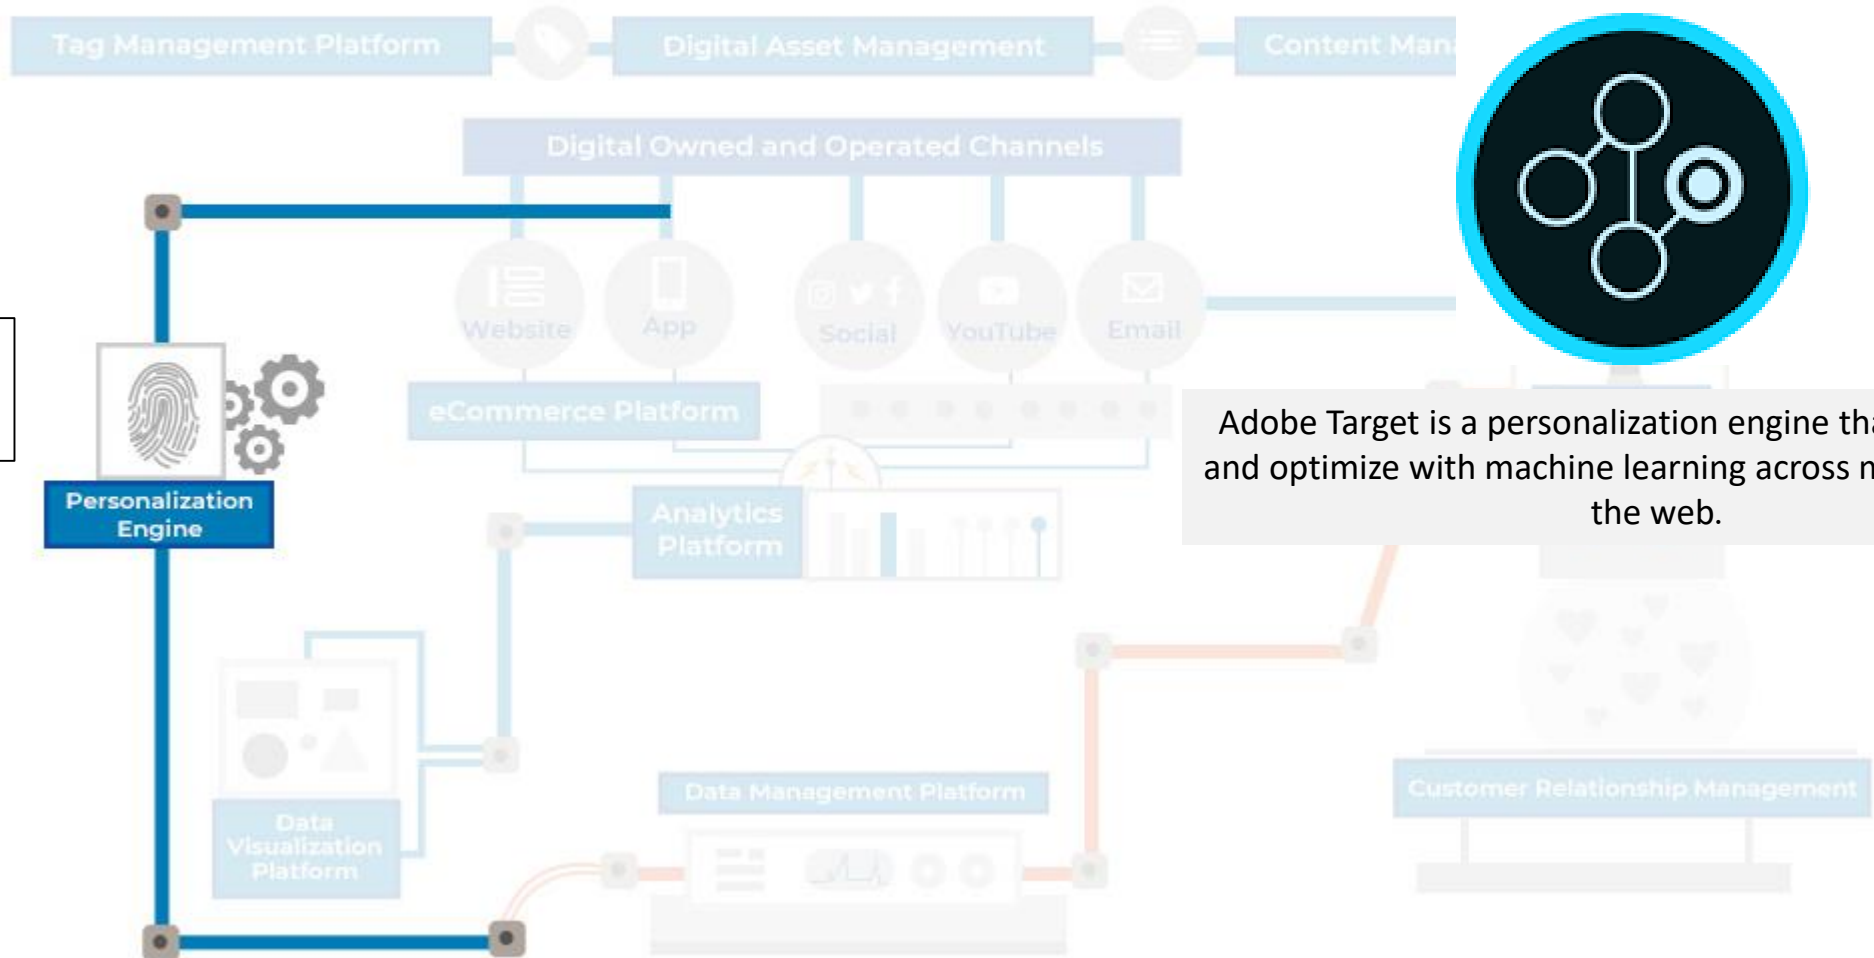 Tag Management Platform
Digital Asset Management
Content Man
Digital Owned and Operated Channels
Website
App
Social
YouTube
Email
eCommerce Platform
Adobe Target is a personalization engine tha
and optimize with machine learning across m
the web.
Personalization
Engine
Analytics
Platform
Data Management Platform
Customer Relationship Management
Data
Visualization
Platform